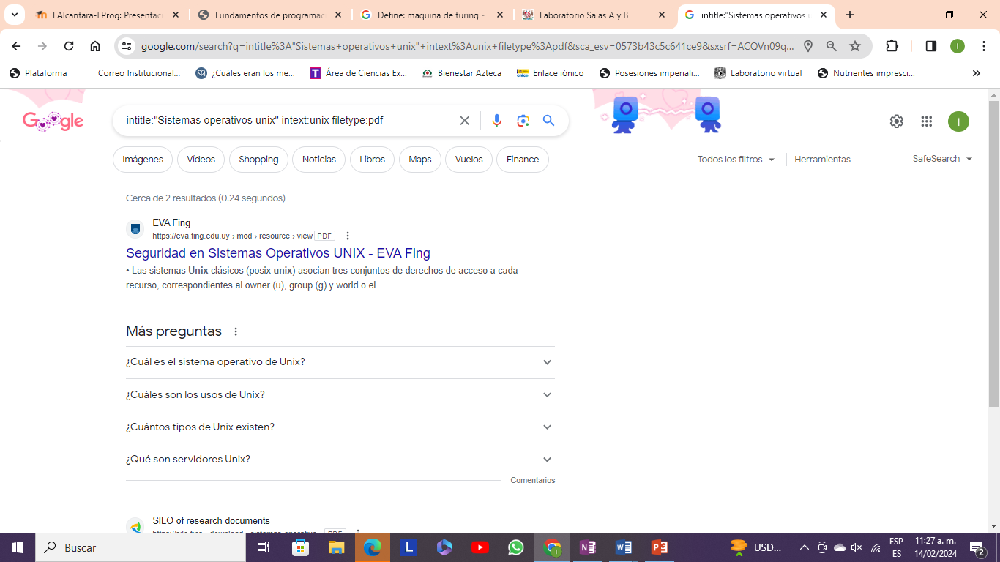 EAlcantara-FProg: Presentaci
Fundamentos de programac
Define: maquina de turing -
Laboratorio Salas A y B
intitle:"Sistemas operativos u
google.com/search?q=intitle%3A"Sistemas+operativos+unix"+intext%3Aunix+filetype%3Apdf&sca_esv=0573b43c5c641ce9&sxsrf=ACQVn09q...
I
Plataforma
Correo Institucional...
¿Cuáles eran los me...
Área de Ciencias Ex...
Bienestar Azteca
Enlace iónico
Posesiones imperiali...
Laboratorio virtual
Nutrientes impresci...
Google
intitle:"Sistemas operativos unix" intext:unix filetype:pdf
I
Imágenes
Vídeos
Shopping
Noticias
Libros
Maps
Vuelos
Finance
Todos los filtros
Herramientas
SafeSearch
Cerca de 2 resultados (0.24 segundos)
EVA Fing
https://eva.fing.edu.uy › mod › resource › view PDF
Seguridad en Sistemas Operativos UNIX - EVA Fing
• Las sistemas Unix clásicos (posix unix) asocian tres conjuntos de derechos de acceso a cada
recurso, correspondientes al owner (u), group (g) y world o el ...
Más preguntas
¿Cuál es el sistema operativo de Unix?
¿Cuáles son los usos de Unix?
¿Cuántos tipos de Unix existen?
¿Qué son servidores Unix?
Comentarios
SILO of research documents
Buscar
USD...
ESP
ES
11:27 a. m.
14/02/2024
2